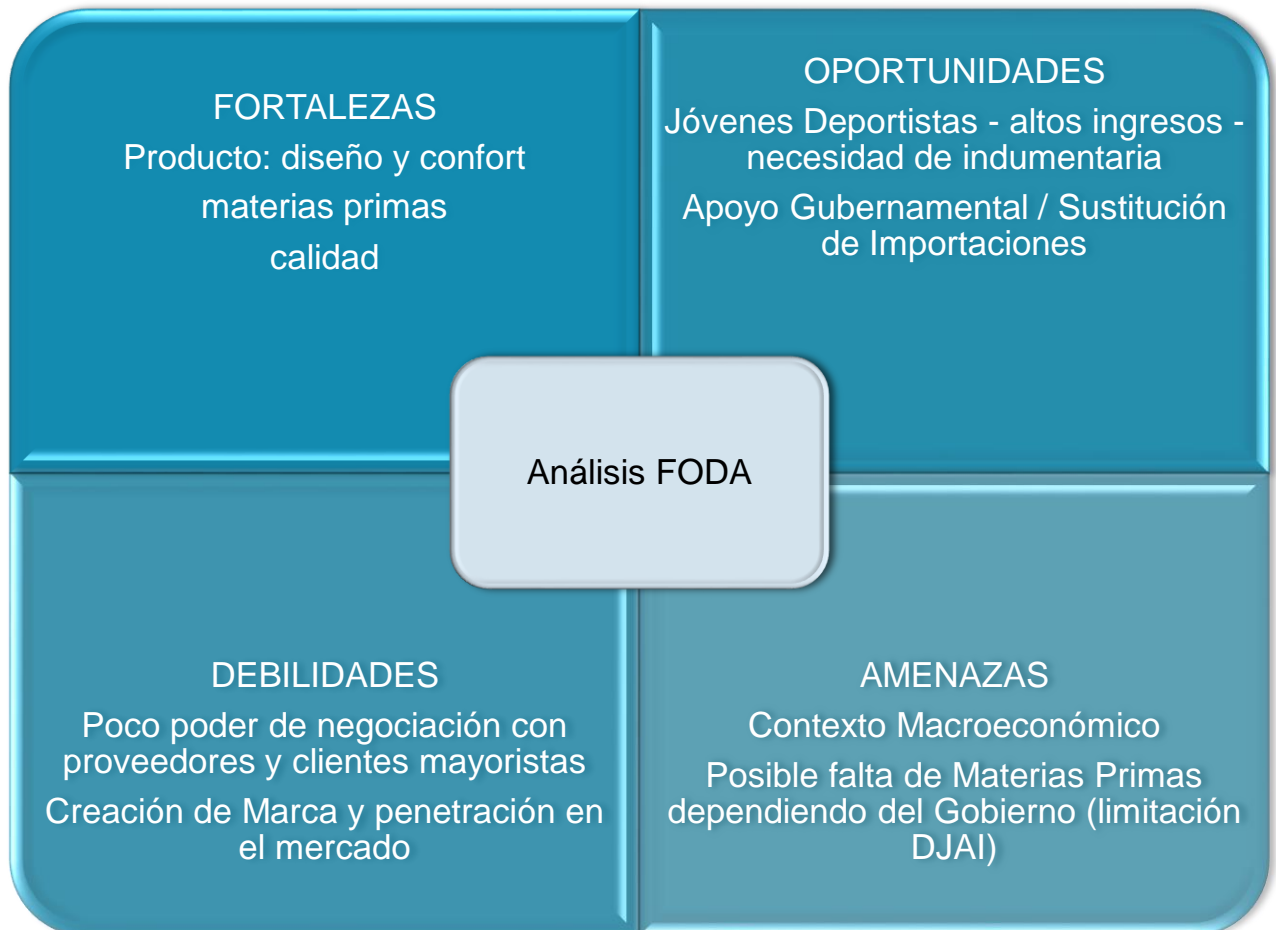 FORTALEZAS
Producto: diseño y confort
materias primas
calidad
OPORTUNIDADES
Jóvenes Deportistas - altos ingresos -
necesidad de indumentaria
Apoyo Gubernamental / Sustitución
de Importaciones
Análisis FODA
DEBILIDADES
Poco poder de negociación con
proveedores y clientes mayoristas
Creación de Marca y penetración en
el mercado
AMENAZAS
Contexto Macroeconómico
Posible falta de Materias Primas
dependiendo del Gobierno (limitación
DJAI)